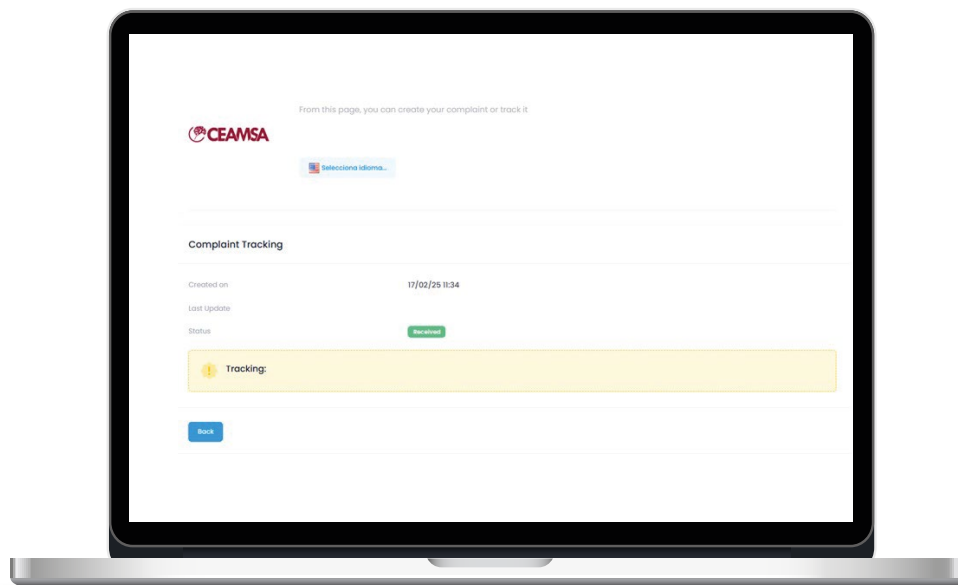 From this page, you can create your complaint or track it
CEAMSA
Selecciona idioma...
Complaint Tracking
Created on 17/02/25 11:34
Last Update
Status Received
! Tracking:
Back